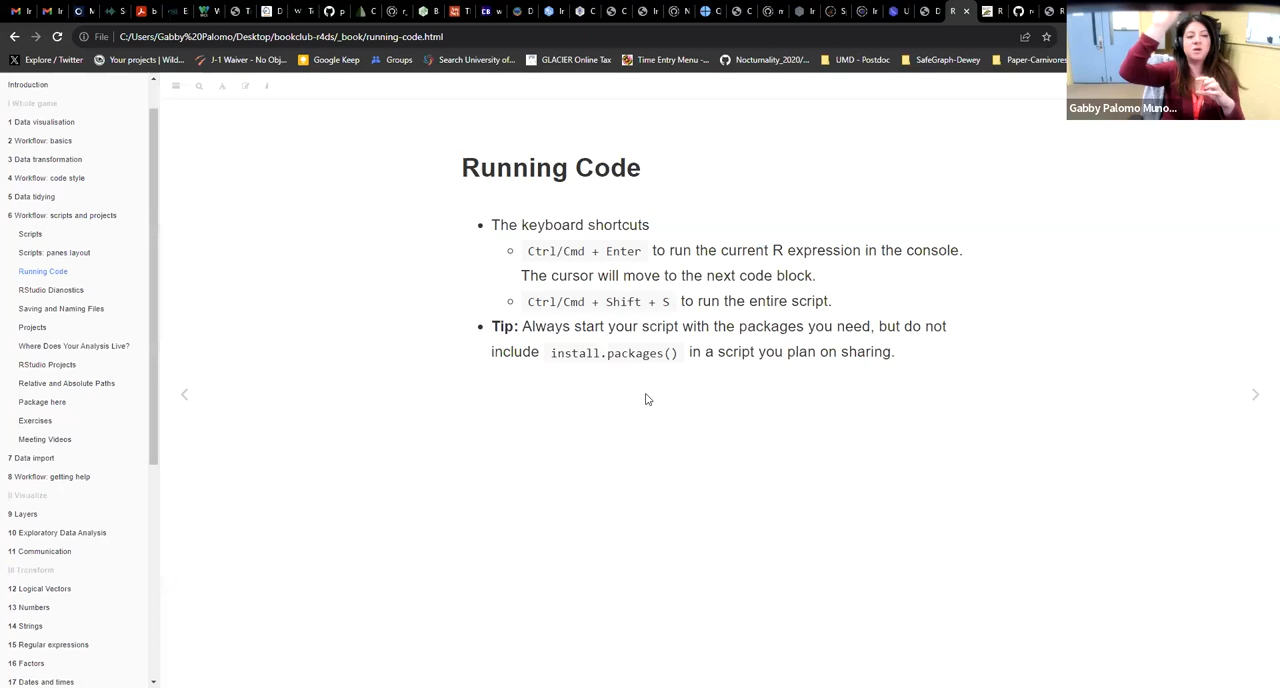 File C:/Users/Gabby%20Palomo/Desktop/bookclub-r4ds/_book/running-code.html
Explore / Twitter Your projects | Wild... J-1 Waiver - No Obj... Google Keep Groups Search University of... GLACIER Online Tax Time Entry Menu -... Nocturnality_2020/... UMD - Postdoc SafeGraph-Dewey Paper-Carnivores
Gabby Palomo Muno...
Introduction
I Whole game
1 Data visualisation
2 Workflow: basics
3 Data transformation
4 Workflow: code style
5 Data tidying
6 Workflow: scripts and projects
Scripts
Scripts: panes layout
Running Code
RStudio Dianostics
Saving and Naming Files
Projects
Where Does Your Analysis Live?
RStudio Projects
Relative and Absolute Paths
Package here
Exercises
Meeting Videos
7 Data import
8 Workflow: getting help
II Visualize
9 Layers
10 Exploratory Data Analysis
11 Communication
III Transform
12 Logical Vectors
13 Numbers
14 Strings
15 Regular expressions
16 Factors
17 Dates and times
Running Code
The keyboard shortcuts
Ctrl/Cmd + Enter to run the current R expression in the console.
The cursor will move to the next code block.
Ctrl/Cmd + Shift + S to run the entire script.
Tip: Always start your script with the packages you need, but do not
include install.packages() in a script you plan on sharing.